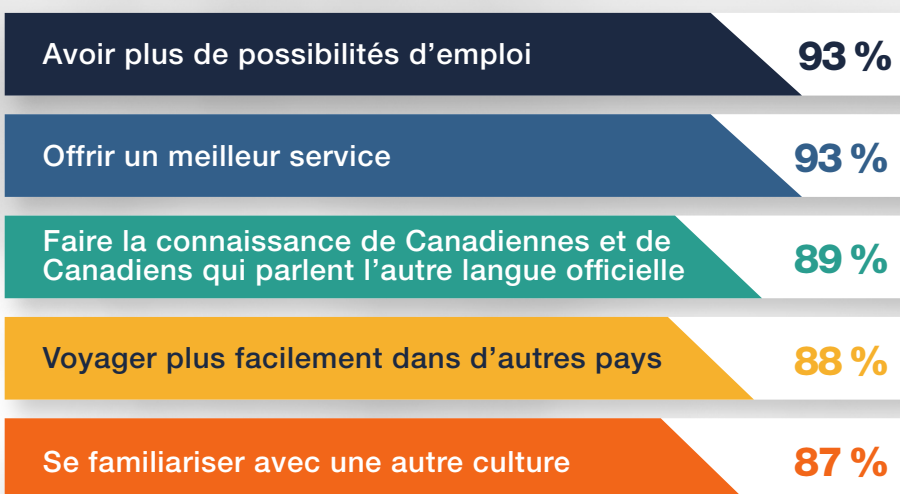 Avoir plus de possibilités d’emploi 93 %
Offrir un meilleur service 93 %
Faire la connaissance de Canadiennes et de
Canadiens qui parlent l’autre langue officielle 89 %
Voyager plus facilement dans d’autres pays 88 %
Se familiariser avec une autre culture 87 %